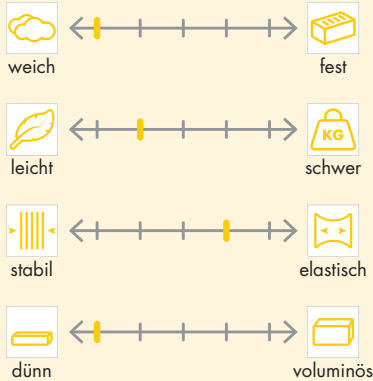 weich fest
KG
leicht schwer
stabil elastisch
dünn voluminös